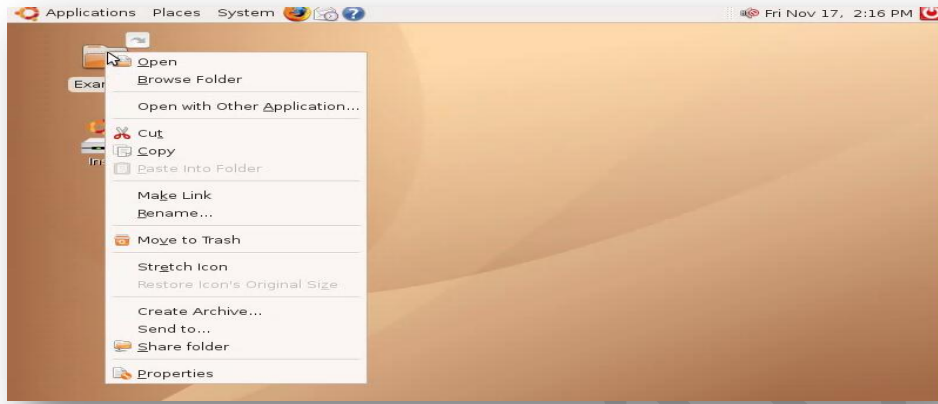 Applications Places System Fri Nov 17, 2:16 PM
Open
Browse Folder
Open with Other Application...
Cut
Copy
Paste Into Folder
Make Link
Rename...
Move to Trash
Stretch Icon
Restore Icon's Original Size
Create Archive...
Send to...
Share folder
Properties